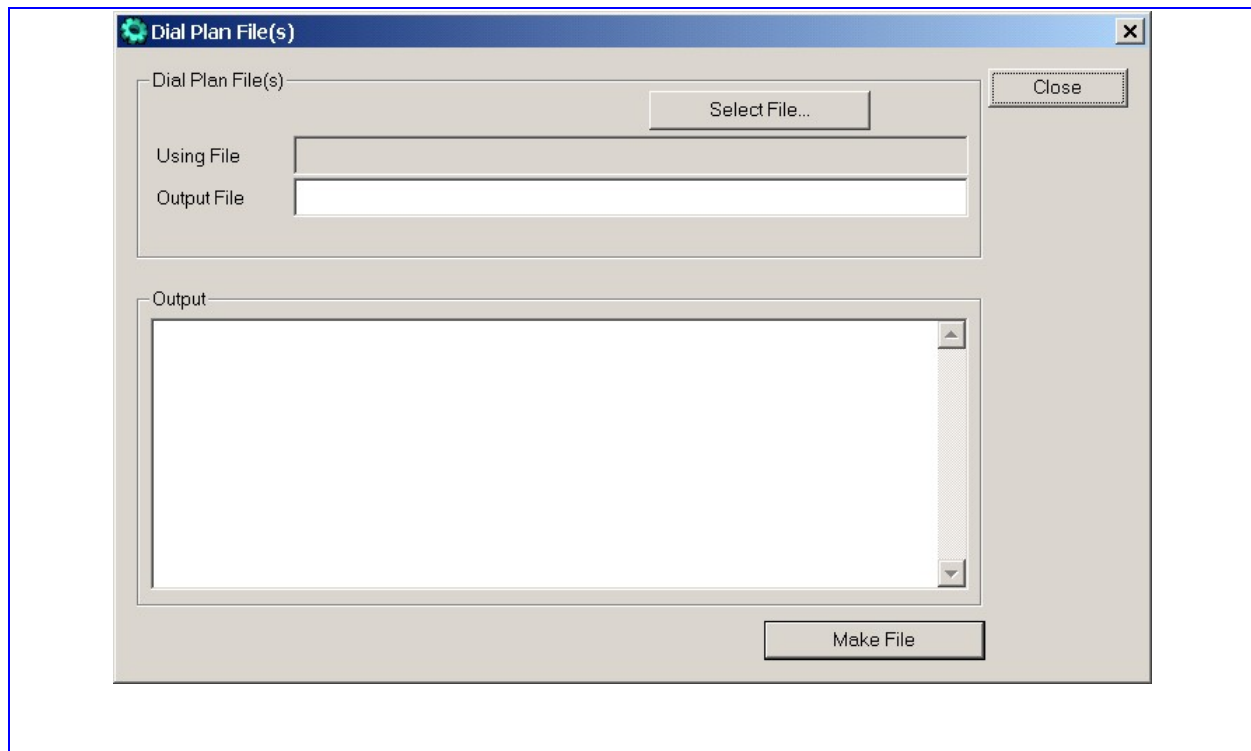 Dial Plan File(s)
Dial Plan File(s)
Close
Select File...
Using File
Output File
Output
Make File